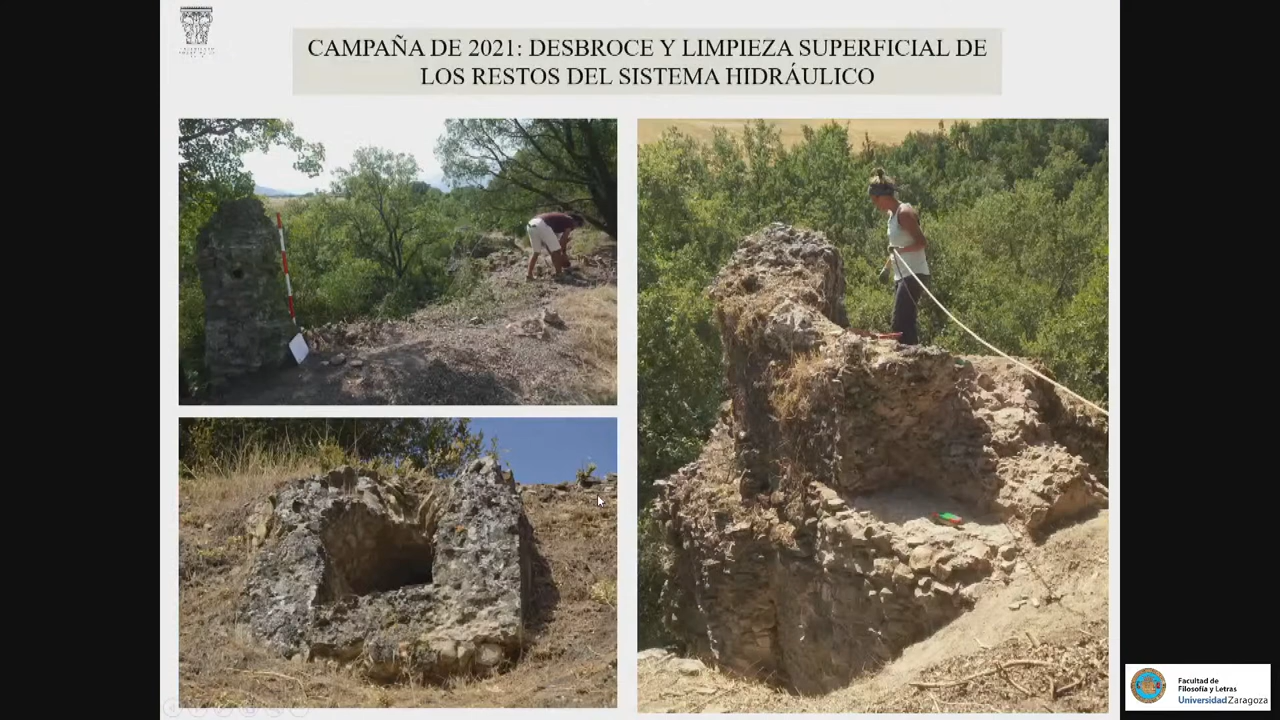 CAMPAÑA DE 2021: DESBROCE Y LIMPIEZA SUPERFICIAL DE
LOS RESTOS DEL SISTEMA HIDRÁULICO
Facultad de
Filosofía y Letras
Universidad Zaragoza